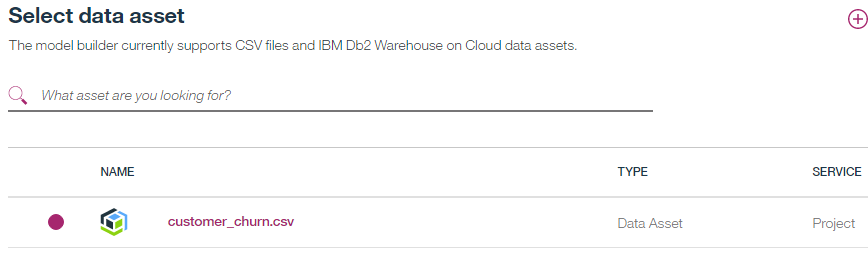 Select data asset
The model builder currently supports CSV files and IBM Db2 Warehouse on Cloud data assets.
What asset are you looking for?
NAME TYPE SERVICE
customer_churn.csv Data Asset Project